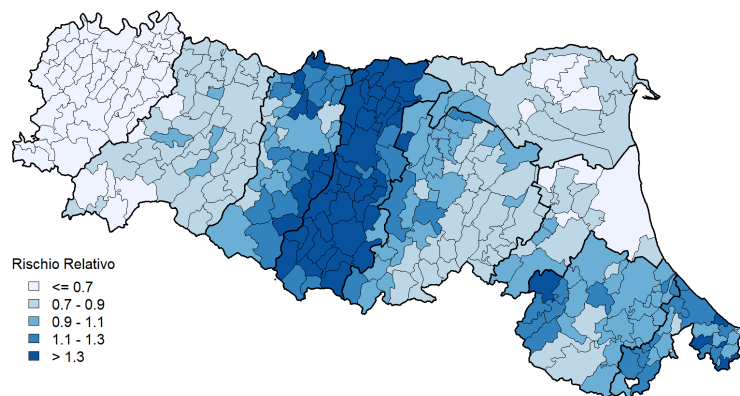 Rischio Relativo
<= 0.7
0.7 - 0.9
0.9 - 1.1
1.1 - 1.3
> 1.3